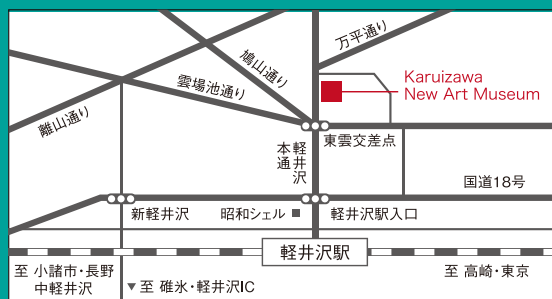 万平通り
鳩山通り
雲場池通り
離山通り
Karuizawa
New Art Museum
東雲交差点
軽井沢
本通
国道18号
新軽井沢
昭和シェル
軽井沢駅入口
軽井沢駅
至 小諸市・長野
中軽井沢
至 碓氷・軽井沢IC
至 高崎・東京